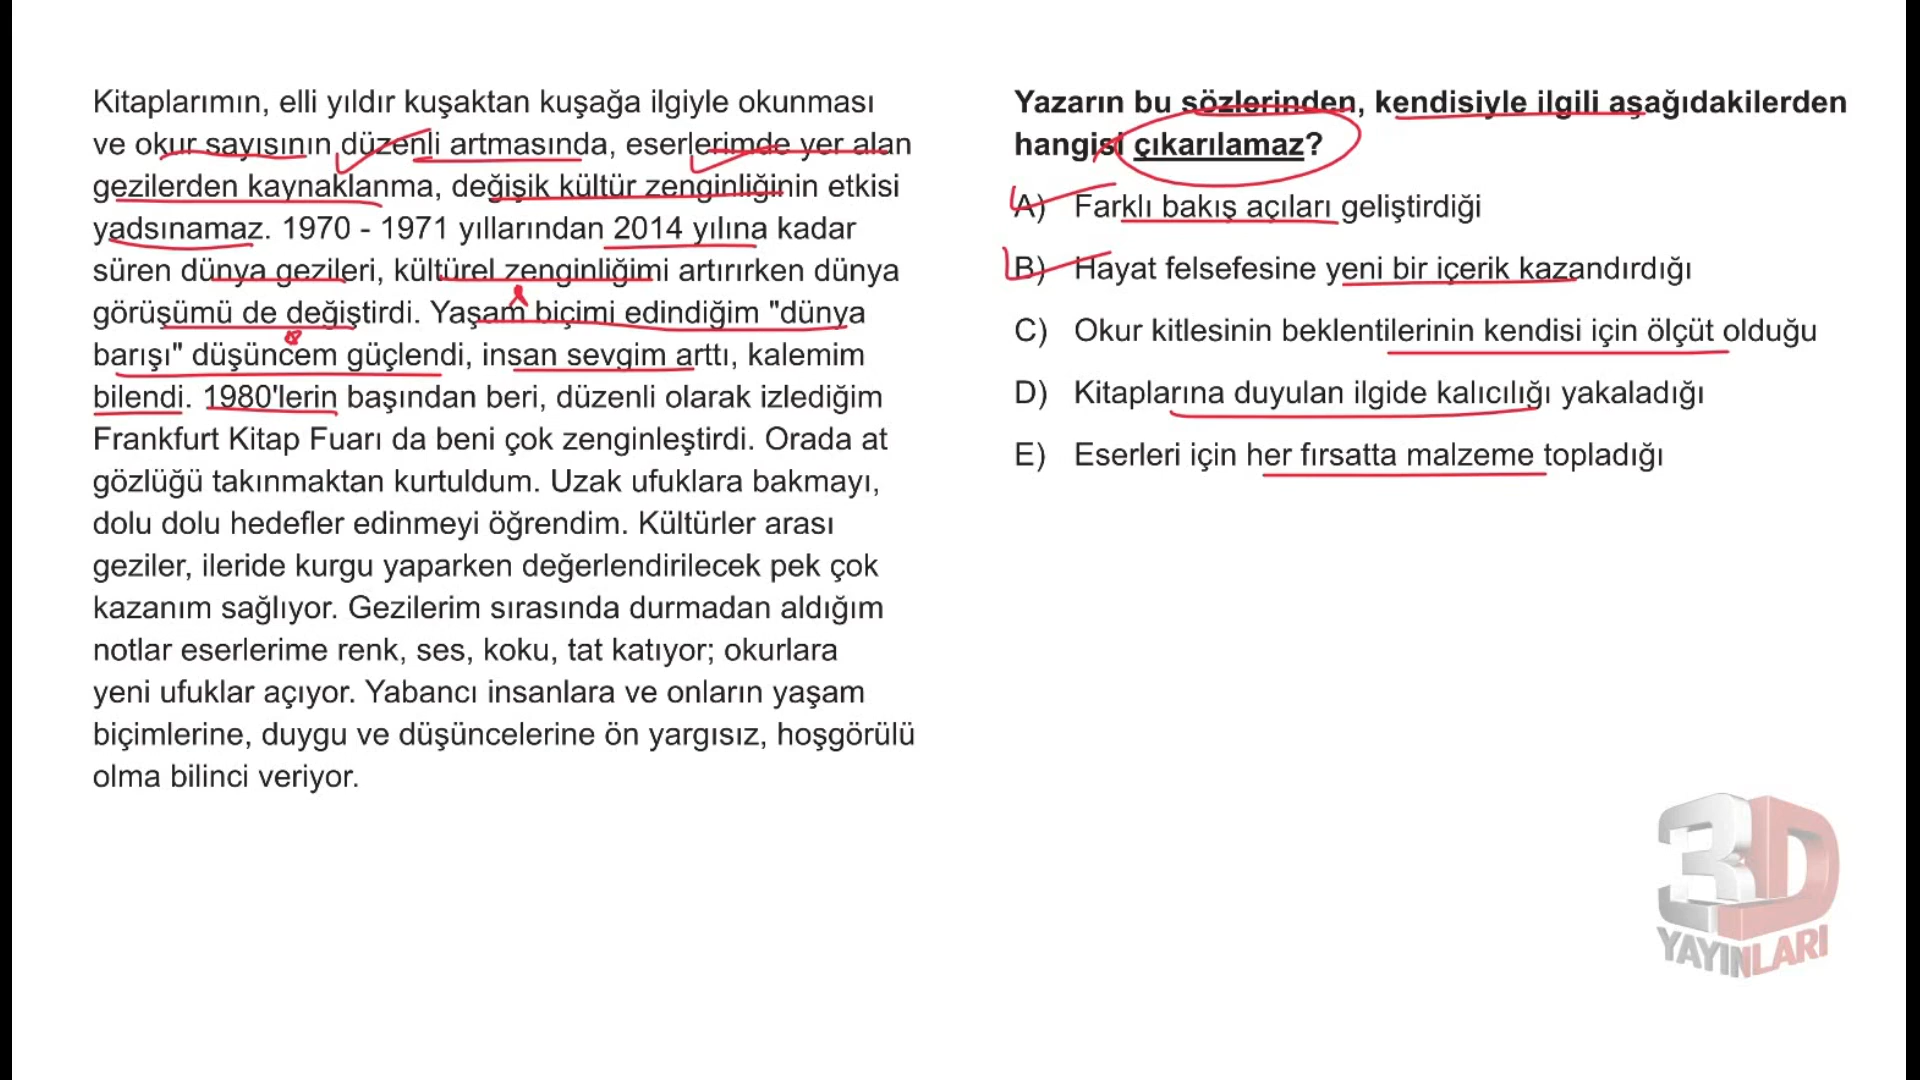 Kitaplarımın, elli yıldır kuşaktan kuşağa ilgiyle okunması
ve okur sayısının düzenli artmasında, eserlerimde yer alan
gezilerden kaynaklanma, değişik kültür zenginliğinin etkisi
yadsınamaz. 1970 - 1971 yıllarından 2014 yılına kadar
süren dünya gezileri, kültürel zenginliğimi artırırken dünya
görüşümü de değiştirdi. Yaşam biçimi edindiğim "dünya
barışı" düşüncem güçlendi, insan sevgim arttı, kalemim
bilendi. 1980'lerin başından beri, düzenli olarak izlediğim
Frankfurt Kitap Fuarı da beni çok zenginleştirdi. Orada at
gözlüğü takınmaktan kurtuldum. Uzak ufuklara bakmayı,
dolu dolu hedefler edinmeyi öğrendim. Kültürler arası
geziler, ileride kurgu yaparken değerlendirilecek pek çok
kazanım sağlıyor. Gezilerim sırasında durmadan aldığım
notlar eserlerime renk, ses, koku, tat katıyor; okurlara
yeni ufuklar açıyor. Yabancı insanlara ve onların yaşam
biçimlerine, duygu ve düşüncelerine ön yargısız, hoşgörülü
olma bilinci veriyor.
Yazarın bu sözlerinden, kendisiyle ilgili aşağıdakilerden
hangisi çıkarılamaz?
A) Farklı bakış açıları geliştirdiği
B) Hayat felsefesine yeni bir içerik kazandırdığı
C) Okur kitlesinin beklentilerinin kendisi için ölçüt olduğu
D) Kitaplarına duyulan ilgide kalıcılığı yakaladığı
E) Eserleri için her fırsatta malzeme topladığı
3D
YAYINLARI